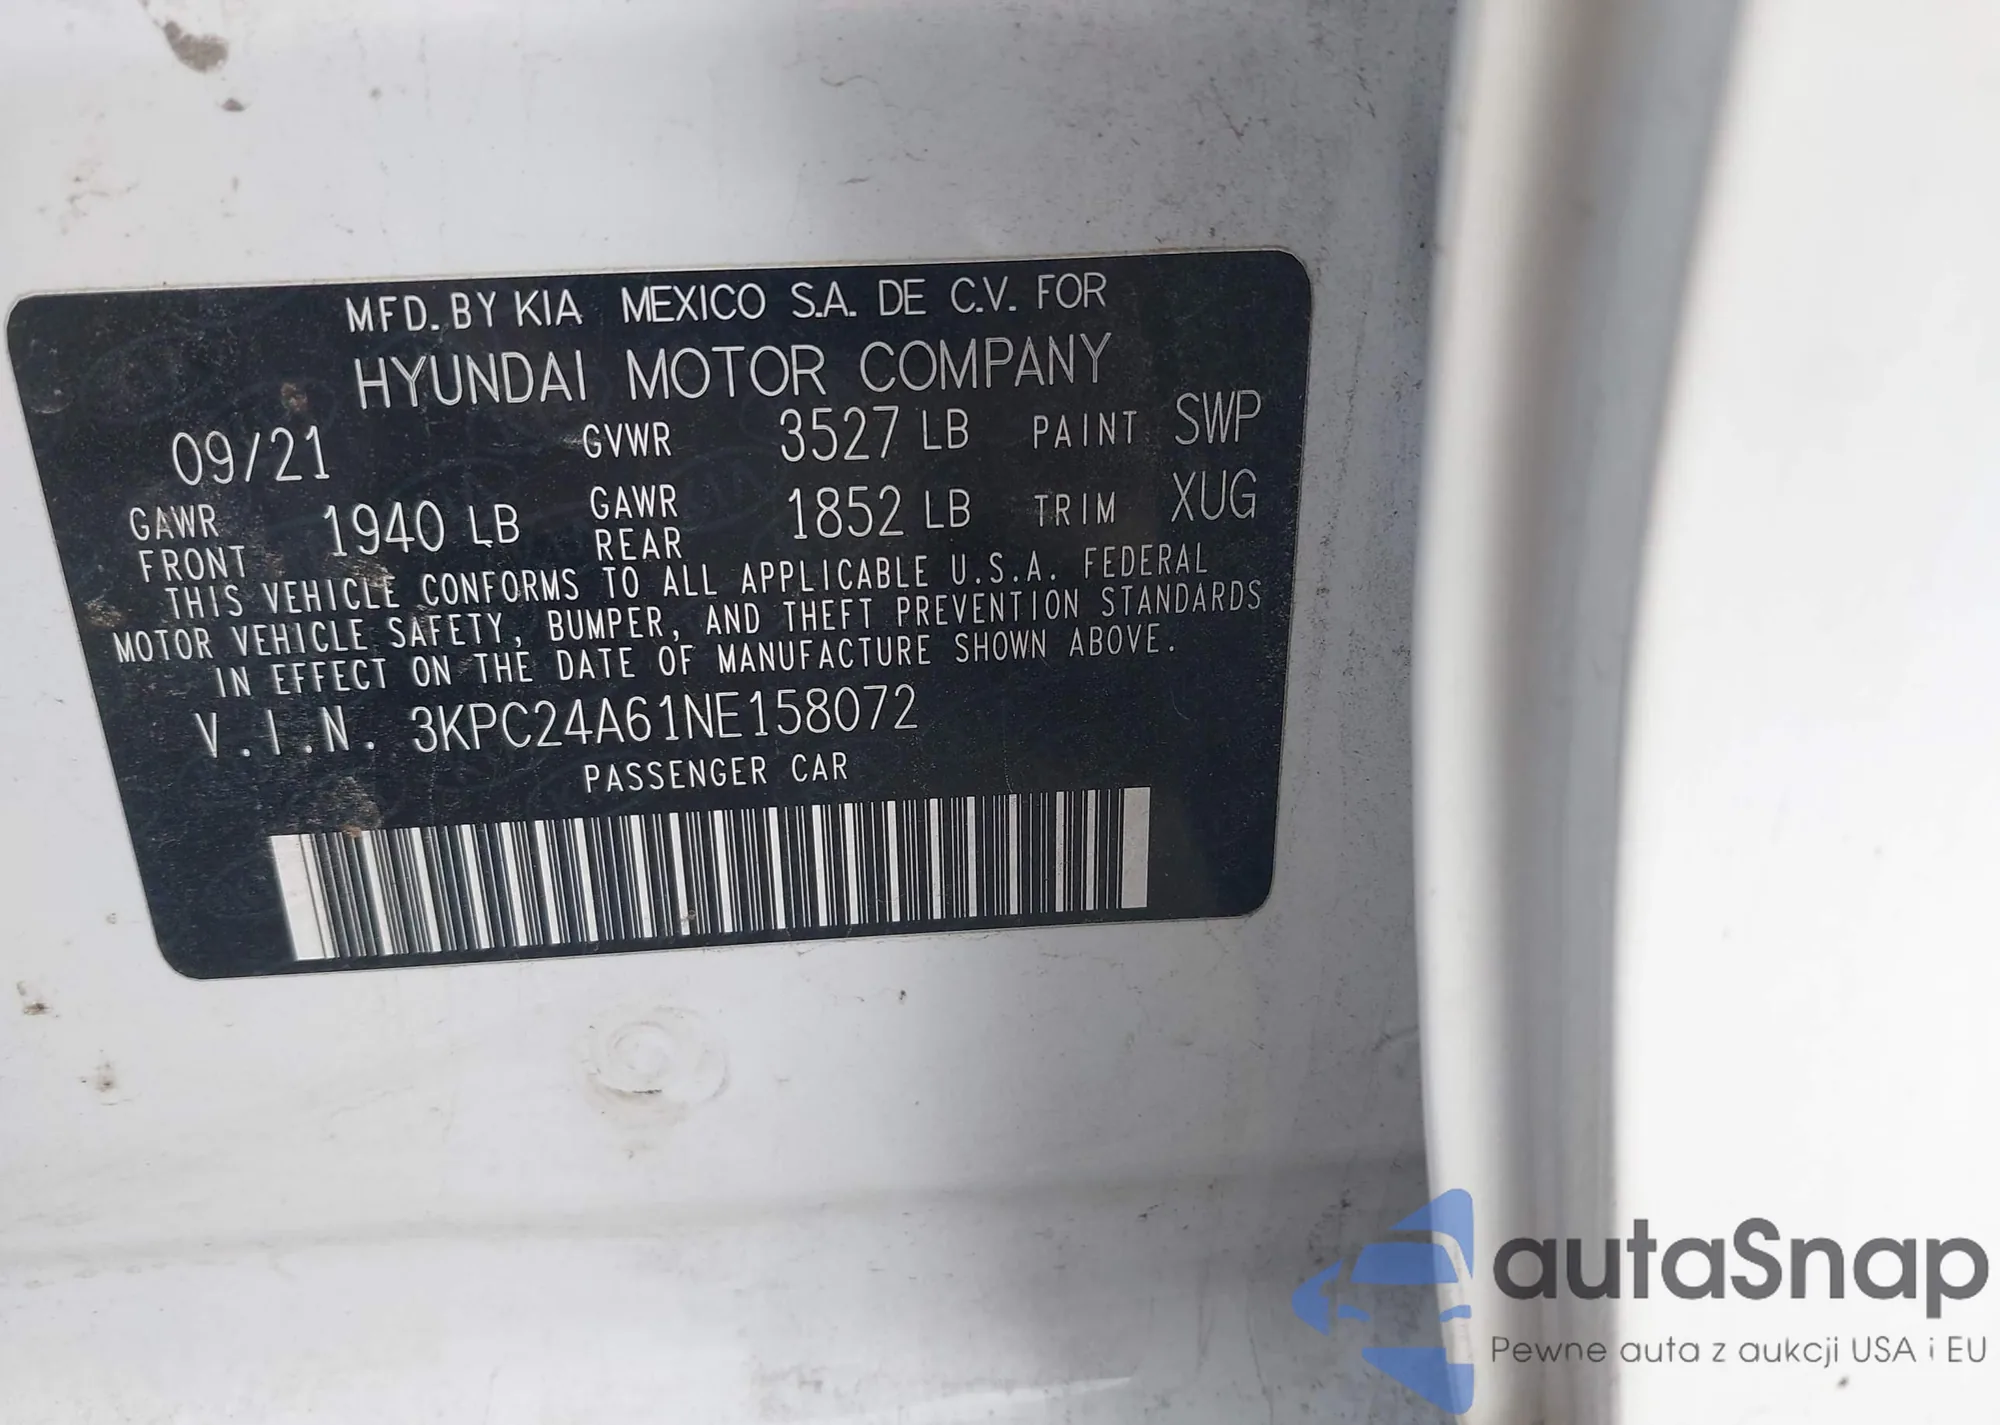 MFD. BY KIA MEXICO S.A. DE C.V. FOR
HYUNDAI MOTOR COMPANY
09/21 GVWR 3527 LB PAINT SWP
GAWR FRONT 1940 LB GAWR REAR 1852 LB TRIM XUG
THIS VEHICLE CONFORMS TO ALL APPLICABLE U.S.A. FEDERAL
MOTOR VEHICLE SAFETY, BUMPER, AND THEFT PREVENTION STANDARDS
IN EFFECT ON THE DATE OF MANUFACTURE SHOWN ABOVE.
V.I.N. 3KPC24A61NE158072
PASSENGER CAR
autaSnap
Pewne auta z aukcji USA i EU